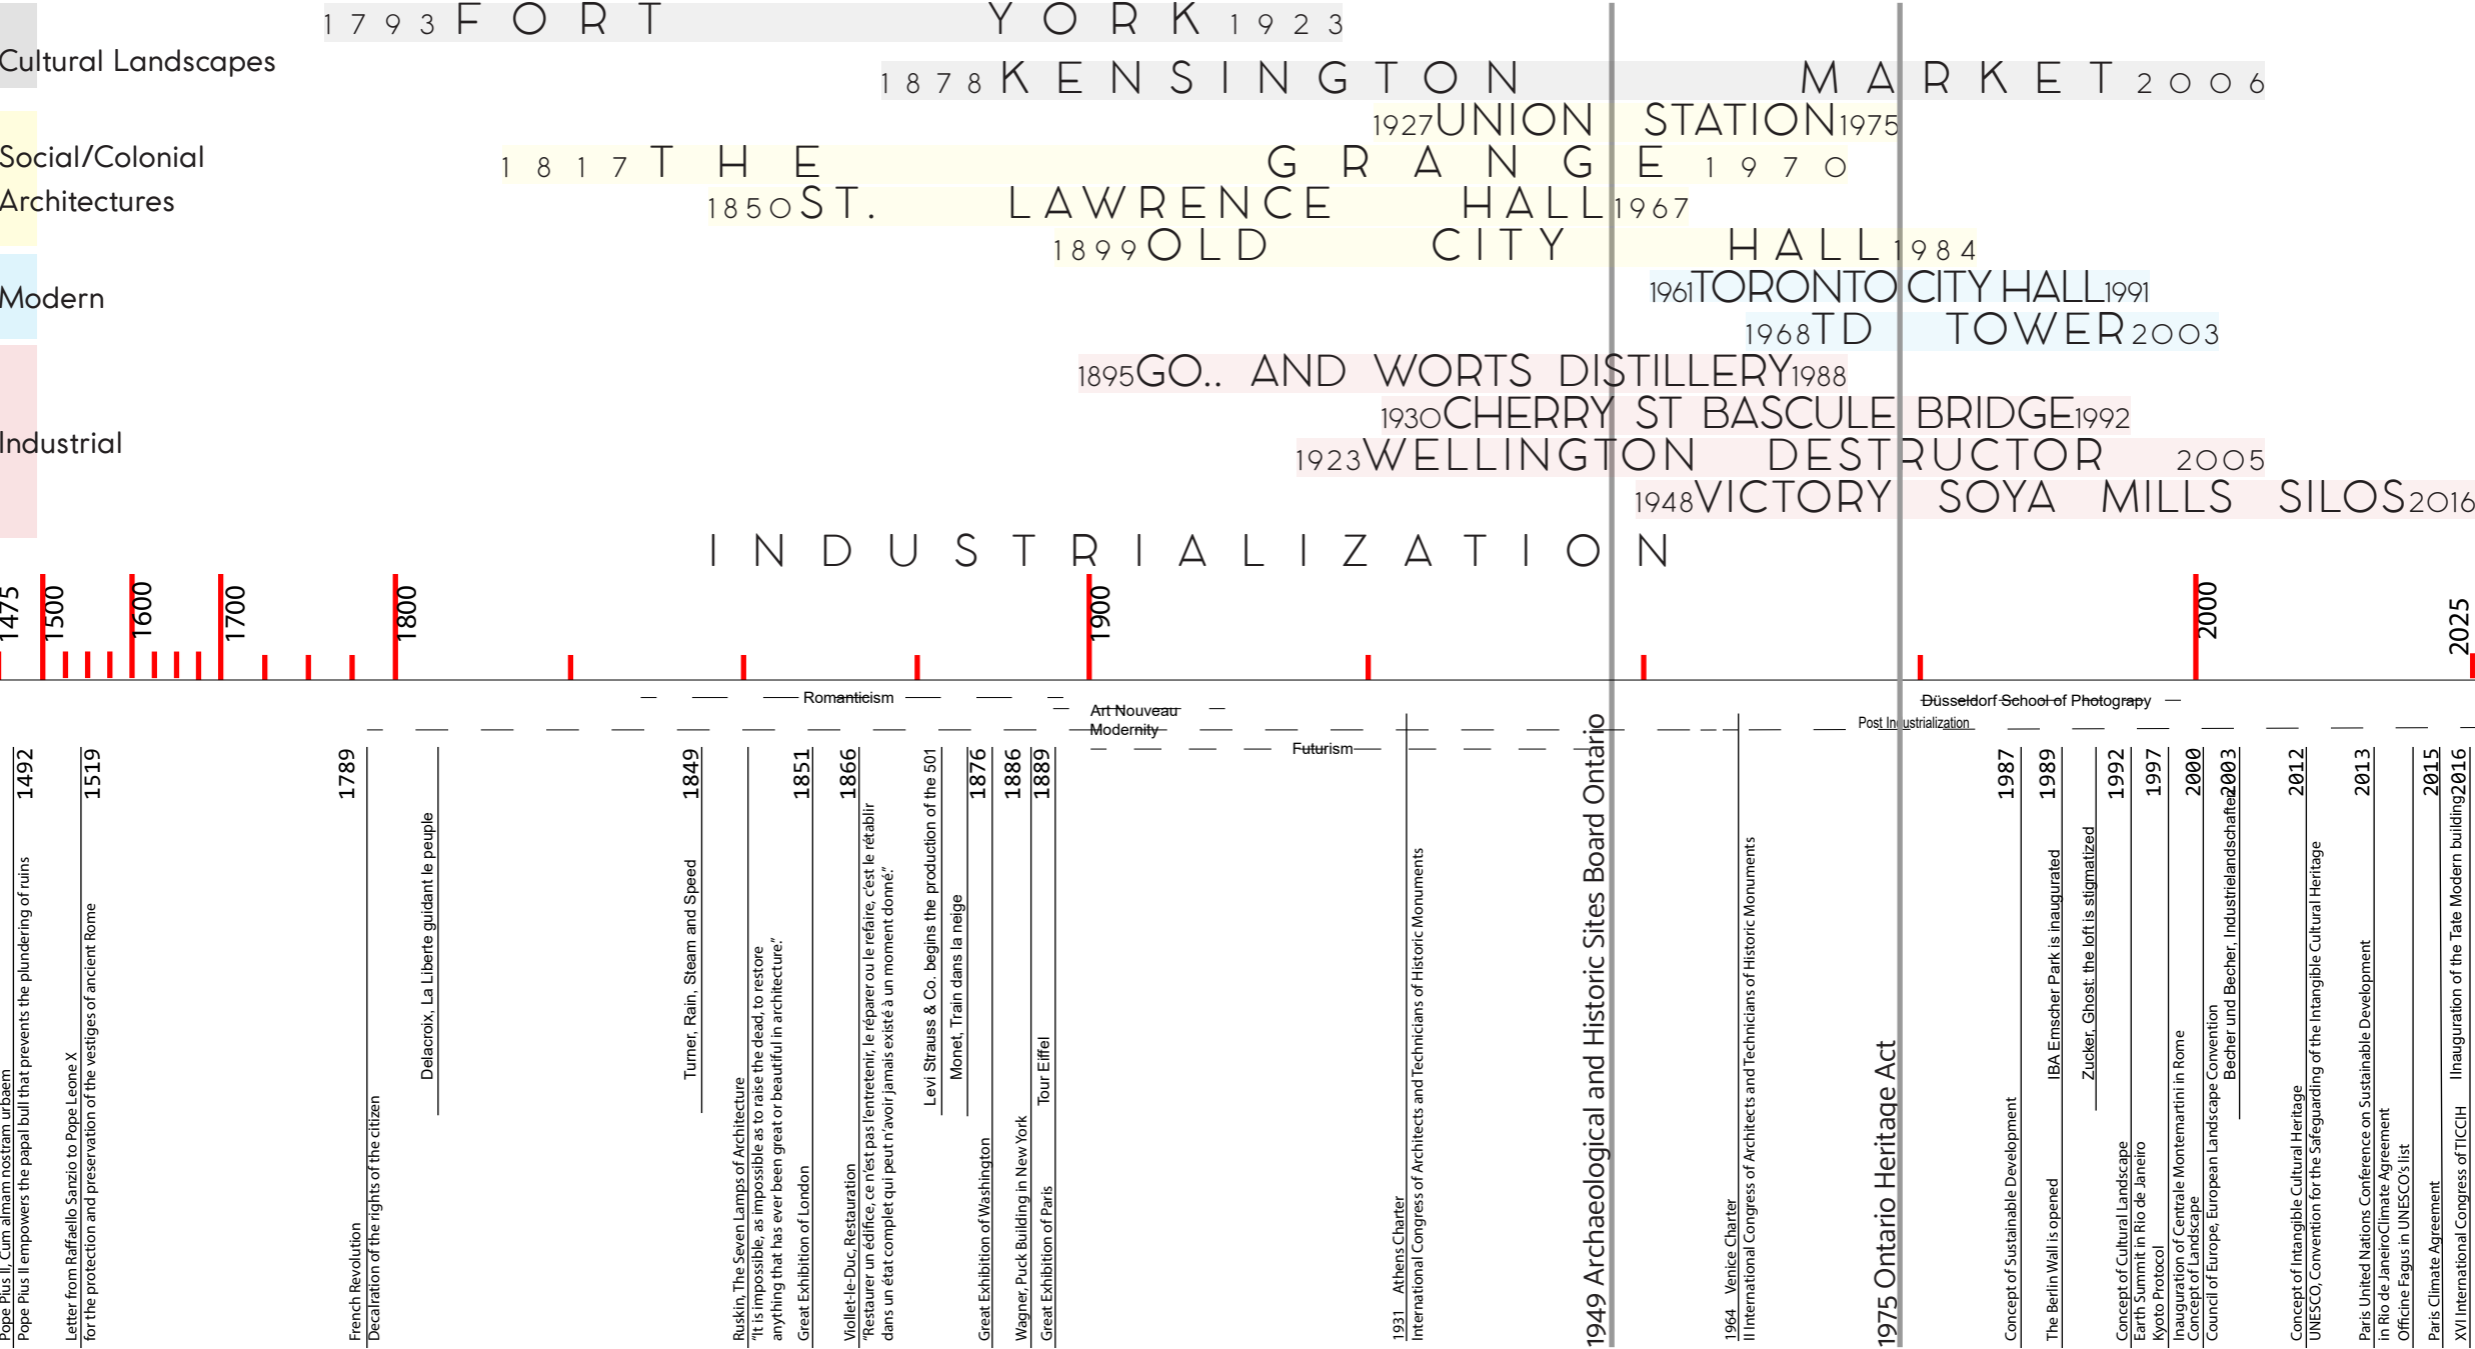 1793 FORT YORK 1923
Cultural Landscapes
1878 KENSINGTON MARKET 2006
1927 UNION STATION 1975
Social/Colonial
Architectures
1817 THE GRANGE 1970
1850 ST. LAWRENCE HALL 1967
1899 OLD CITY HALL 1984
Modern
1961 TORONTO CITY HALL 1991
1968 TD TOWER 2003
1895 GO.. AND WORTS DISTILLERY 1988
1930 CHERRY ST BASCULE BRIDGE 1992
Industrial
1923 WELLINGTON DESTRUCTOR 2005
1948 VICTORY SOYA MILLS SILOS 2016
INDUSTRIALIZATION
1475
1500
1600
1700
1800
1900
2000
2025
Romanticism
Art Nouveau
Modernity
Futurism
Düsseldorf School of Photograpy
Post Industrialization
Pope Pius II, Cum almam nostram urbaem
1492
Pope Pius II empowers the papal bull that prevents the plundering of ruins
Letter from Raffaello Sanzio to Pope Leone X
1519
for the protection and preservation of the vestiges of ancient Rome
1789
French Revolution
Decalration of the rights of the citizen
Delacroix, La Liberte guidant le peuple
1849
Turner, Rain, Steam and Speed
Ruskin, The Seven Lamps of Architecture
"It is impossible, as impossible as to raise the dead, to restore
anything that has ever been great or beautiful in architecture."
1851
Great Exhibition of London
1866
Viollet-le-Duc, Restauration
"Restaurer un édifice, ce n'est pas l'entretenir, le réparer ou le refaire, c'est le rétablir
dans un état complet qui peut n'avoir jamais existé à un moment donné."
Levi Strauss & Co. begins the production of the 501
Monet, Train dans la neige
1876
Great Exhibition of Washington
1886
Wagner, Puck Building in New York
1889
Tour Eiffel
Great Exhibition of Paris
1931 Athens Charter
International Congress of Architects and Technicians of Historic Monuments
1949 Archaeological and Historic Sites Board Ontario
1964 Venice Charter
II International Congress of Architects and Technicians of Historic Monuments
1975 Ontario Heritage Act
1987
Concept of Sustainable Development
1989
IBA Emscher Park is inaugurated
The Berlin Wall is opened
Zucker, Ghost: the loft is stigmatized
1992
Concept of Cultural Landscape
Earth Summit in Rio de Janeiro
1997
Kyoto Protocol
Inauguration of Centrale Montemartini in Rome
2000
Concept of Landscape
Council of Europe, European Landscape Convention
2003
Becher und Becher, Industrielandschaften
2012
Concept of Intangible Cultural Heritage
UNESCO, Convention for the Safeguarding of the Intangible Cultural Heritage
2013
Paris United Nations Conference on Sustainable Development
in Rio de JaneiroClimate Agreement
Officine Fagus in UNESCO's list
2015
Paris Climate Agreement
2016
IInauguration of the Tate Modern building
XVI International Congress of TICCIH